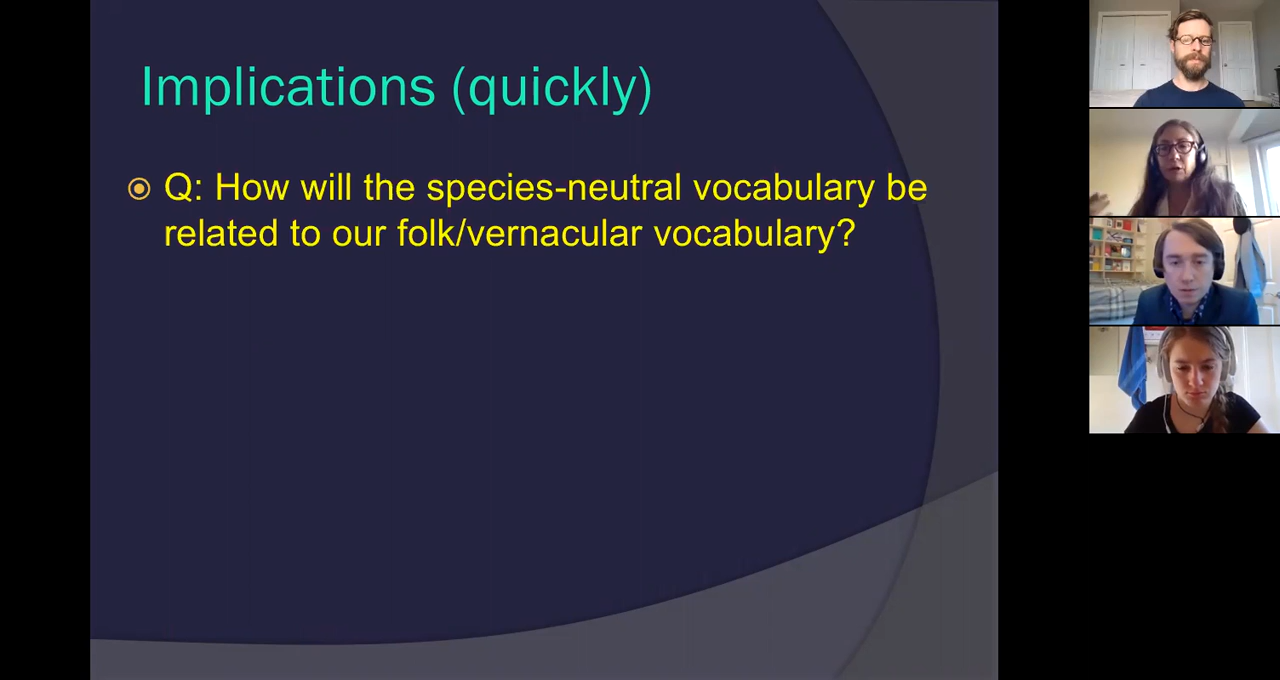 Implications (quickly)
Q: How will the species-neutral vocabulary be
related to our folk/vernacular vocabulary?